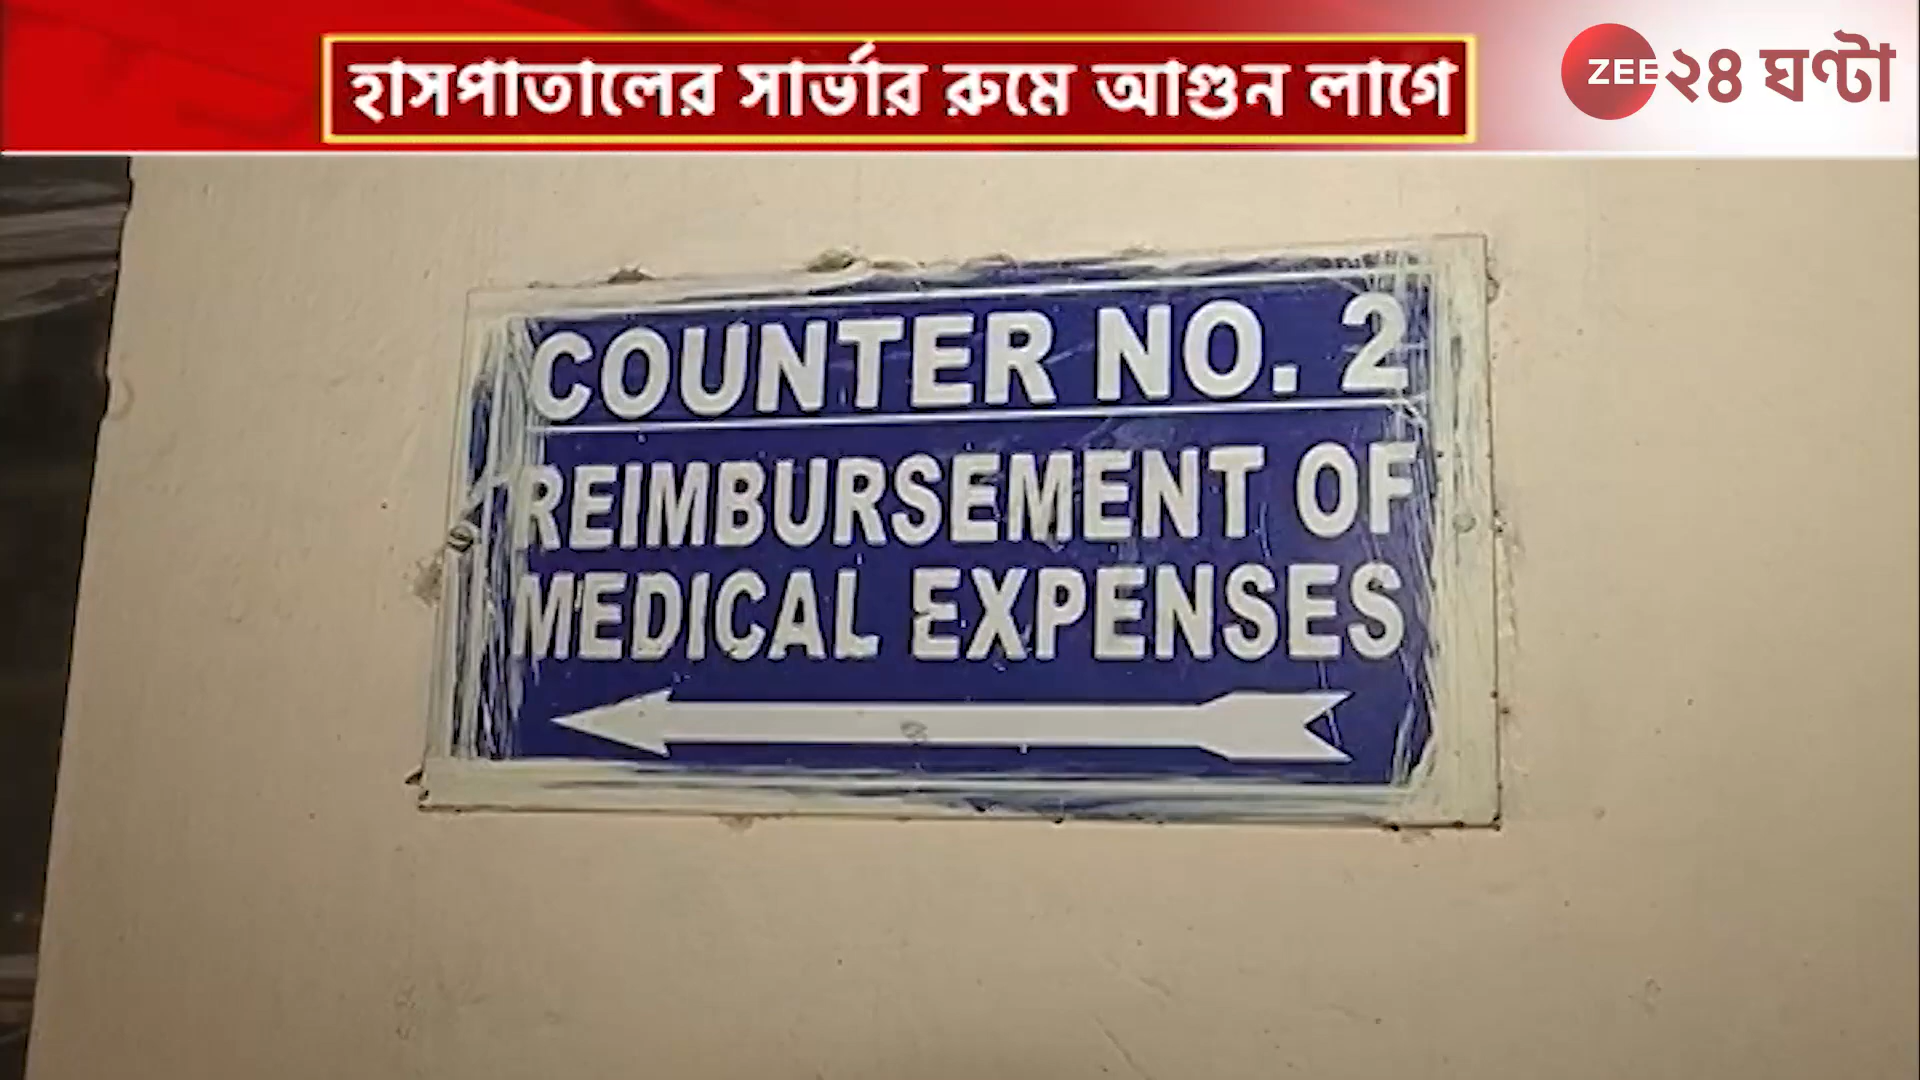 হাসপাতালের সার্ভার রুমে আগুন লাগে
ZEE ২৪ ঘণ্টা
COUNTER NO. 2
REIMBURSEMENT OF
MEDICAL EXPENSES